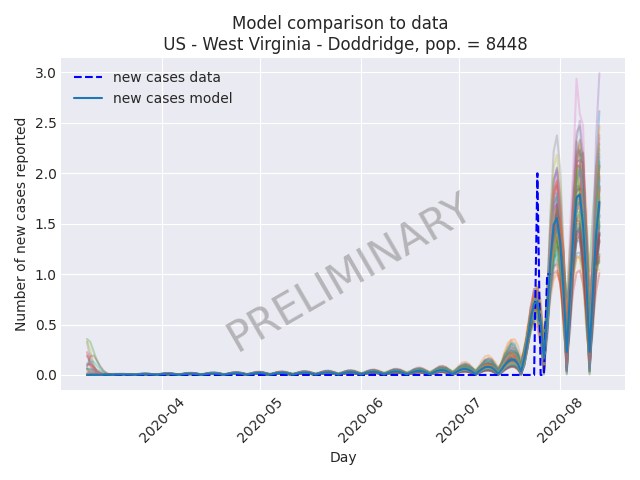 Model comparison to data
US - West Virginia - Doddridge, pop. = 8448
new cases data
new cases model
Number of new cases reported
3.0
2.5
2.0
1.5
1.0
0.5
0.0
PRELIMINARY
2020-04
2020-05
2020-06
2020-07
2020-08
Day